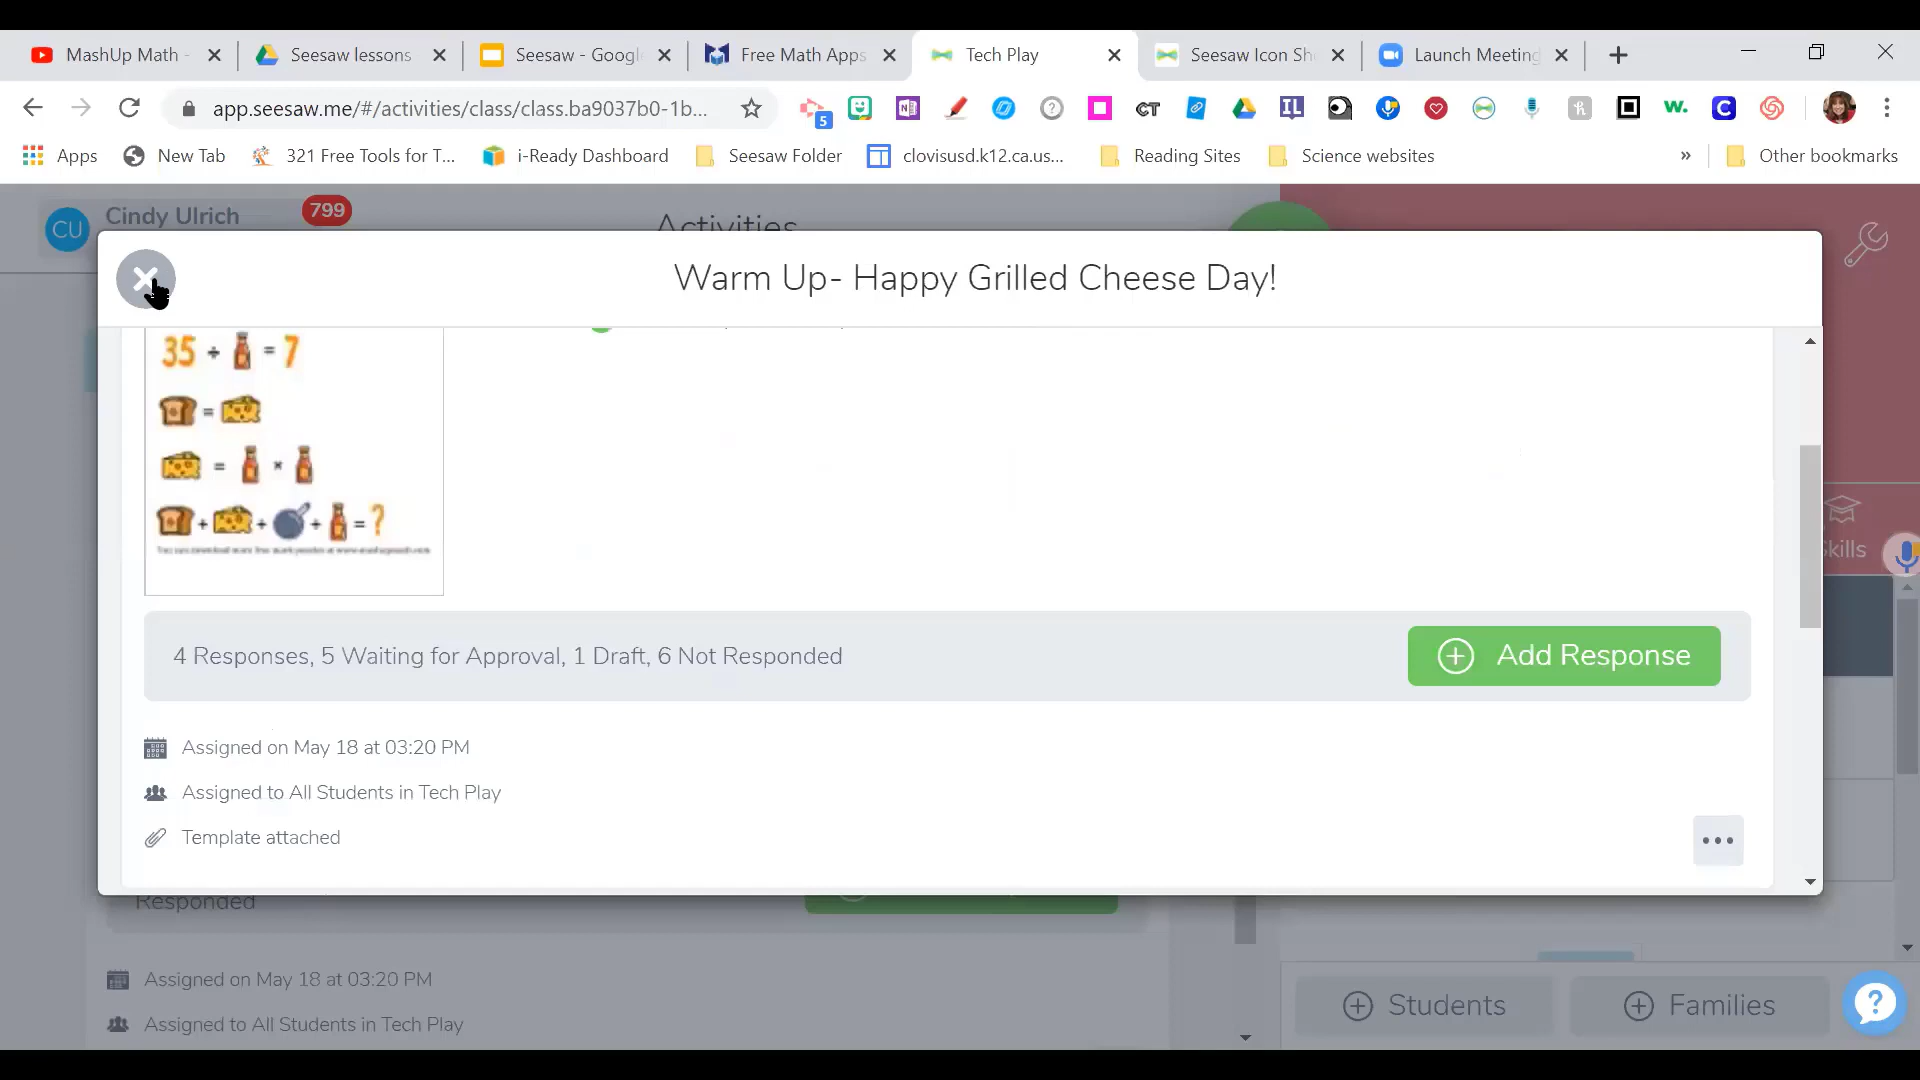 MashUp Math -
Seesaw lessons
Seesaw - Googl
Free Math Apps
Tech Play
Seesaw Icon Sh
Launch Meeting
app.seesaw.me/#/activities/class/class.ba9037b0-1b...
5
CT
IL
Apps
New Tab
321 Free Tools for T...
i-Ready Dashboard
Seesaw Folder
clovisusd.k12.ca.us...
Reading Sites
Science websites
»
Other bookmarks
CU
Cindy Ulrich
799
Activities
Warm Up- Happy Grilled Cheese Day!
35 ÷ = 7
=
= ×
+ + + = ?
4 Responses, 5 Waiting for Approval, 1 Draft, 6 Not Responded
Add Response
Assigned on May 18 at 03:20 PM
Assigned to All Students in Tech Play
Template attached
Skills
Responded
Assigned on May 18 at 03:20 PM
Assigned to All Students in Tech Play
Students
Families